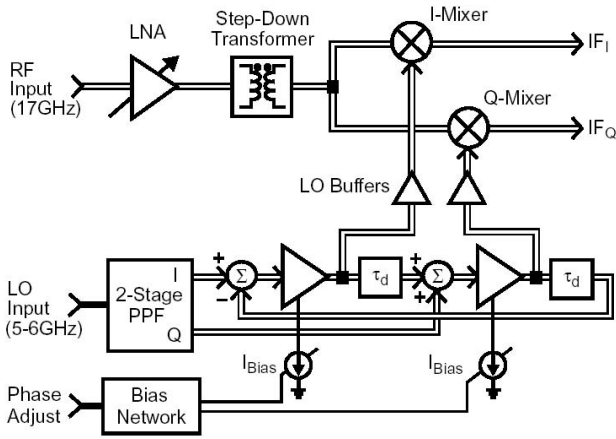 I-Mixer
Step-Down
Transformer
LNA
IF_I
RF
Input
(17GHz)
Q-Mixer
IF_Q
LO Buffers
+
Σ
−
τ_d
+
Σ
+
τ_d
LO
Input
(5-6GHz)
I
2-Stage
PPF
Q
I_Bias
I_Bias
Phase
Adjust
Bias
Network